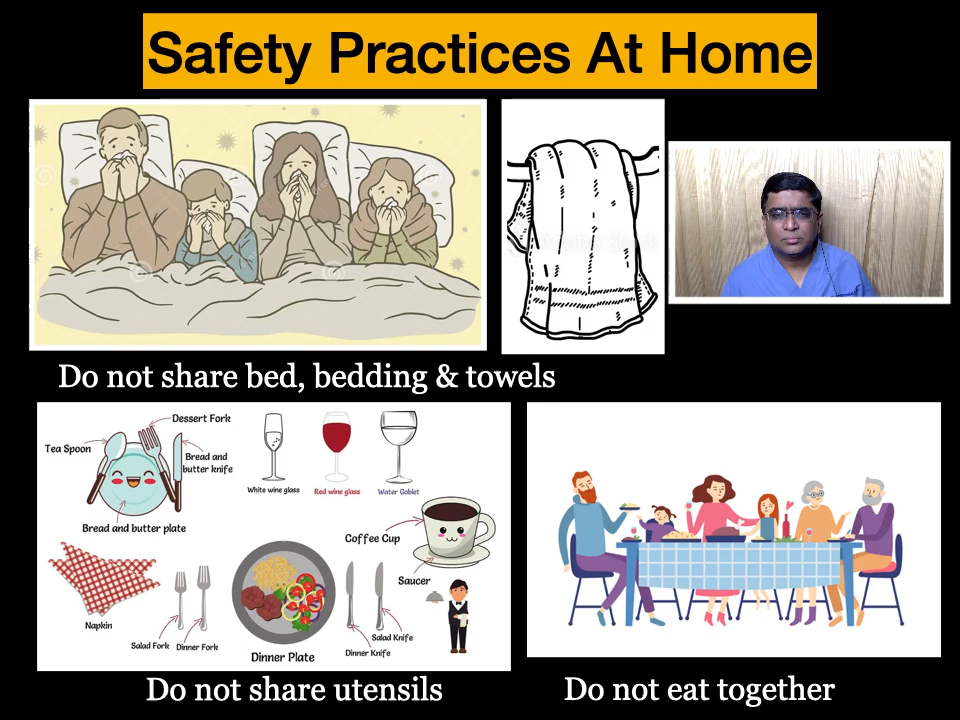 Safety Practices At Home
Do not share bed, bedding & towels
Dessert Fork
Tea Spoon
Bread and
butter knife
White wine glass
Red wine glass
Water Goblet
Bread and butter plate
Coffee Cup
Saucer
Napkin
Salad Fork
Dinner Fork
Dinner Plate
Salad Knife
Dinner Knife
Do not share utensils
Do not eat together